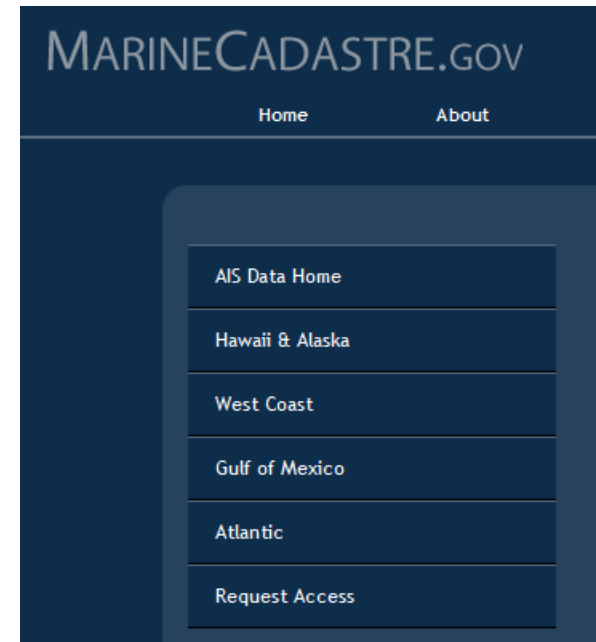 MARINECADASTRE.GOV
Home About
AIS Data Home
Hawaii & Alaska
West Coast
Gulf of Mexico
Atlantic
Request Access